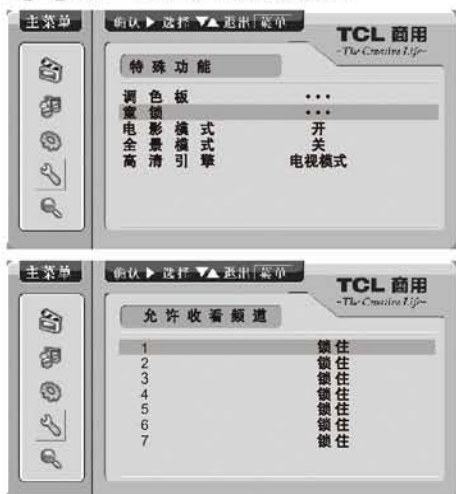 主菜单 确认 ▶ 选择 ▼▲ 退出 菜单
TCL 商用
-The Creative Life-
特殊功能
调色板 •••
童锁 •••
电影模式 开
全景模式 关
高清引擎 电视模式
主菜单 确认 ▶ 选择 ▼▲ 退出 菜单
TCL 商用
-The Creative Life-
允许收看频道
1 锁住
2 锁住
3 锁住
4 锁住
5 锁住
6 锁住
7 锁住